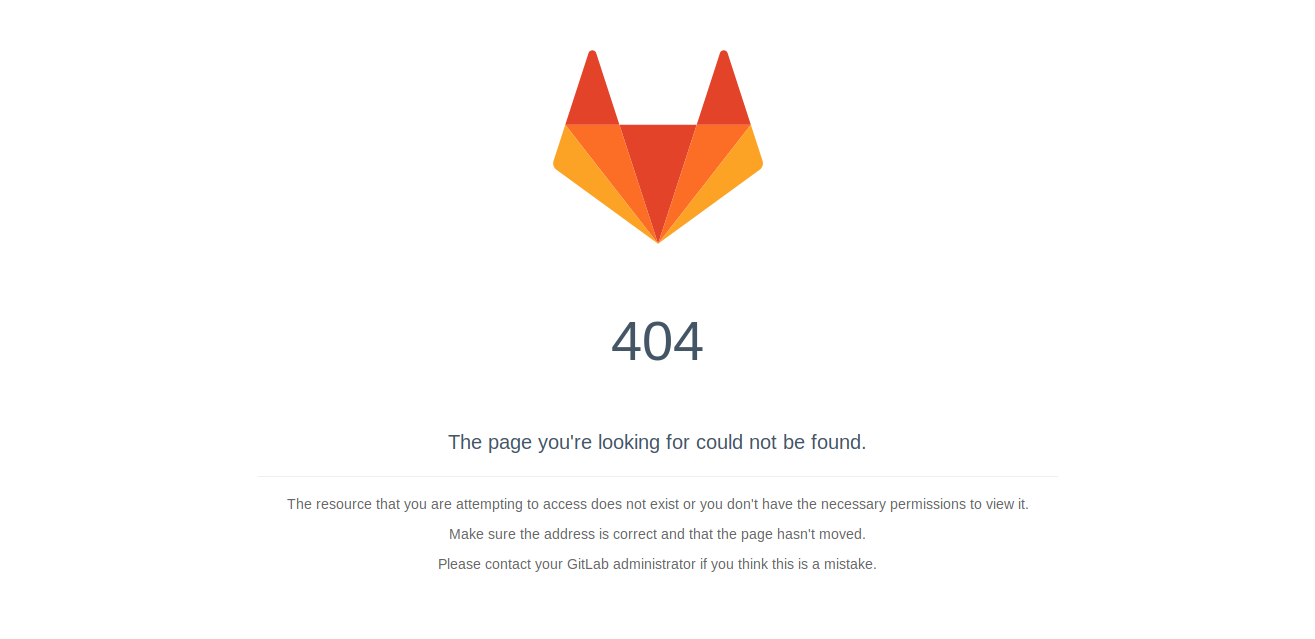 404
The page you're looking for could not be found.
The resource that you are attempting to access does not exist or you don't have the necessary permissions to view it.
Make sure the address is correct and that the page hasn't moved.
Please contact your GitLab administrator if you think this is a mistake.